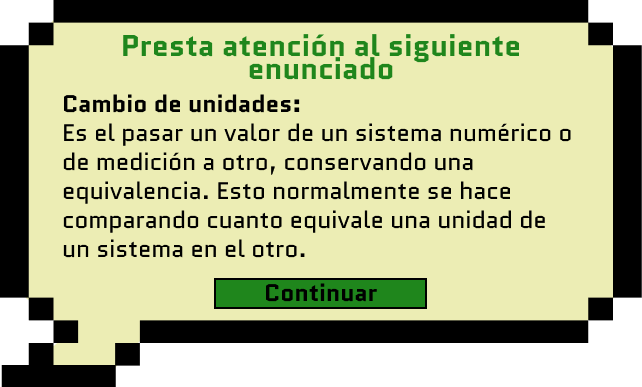 Presta atención al siguiente
enunciado
Cambio de unidades:
Es el pasar un valor de un sistema numérico o
de medición a otro, conservando una
equivalencia. Esto normalmente se hace
comparando cuanto equivale una unidad de
un sistema en el otro.
Continuar